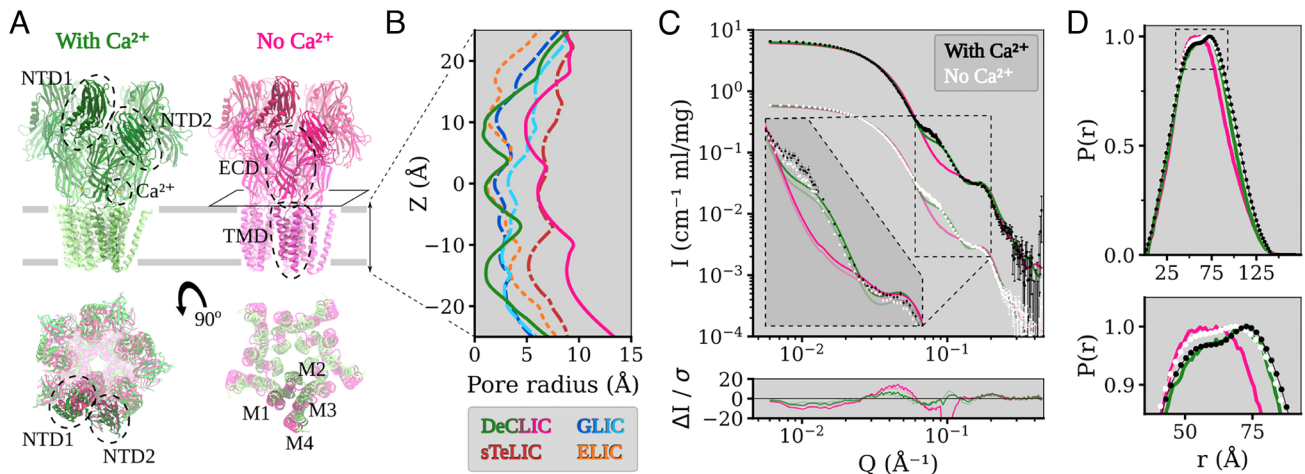 A
With Ca²⁺
No Ca²⁺
NTD1
NTD2
ECD
Ca²⁺
TMD
90°
NTD1
NTD2
M2
M1
M3
M4
B
20
10
0
−10
−20
Z (Å)
0
5
10
15
Pore radius (Å)
DeCLIC
GLIC
sTeLIC
ELIC
C
With Ca²⁺
No Ca²⁺
10¹
10⁰
10⁻¹
10⁻²
10⁻³
10⁻⁴
I (cm⁻¹ ml/mg)
10⁻²
10⁻¹
20
0
−20
ΔI / σ
10⁻²
10⁻¹
Q (Å⁻¹)
D
1.0
0.5
0.0
P(r)
25
75
125
1.0
0.9
P(r)
50
75
r (Å)